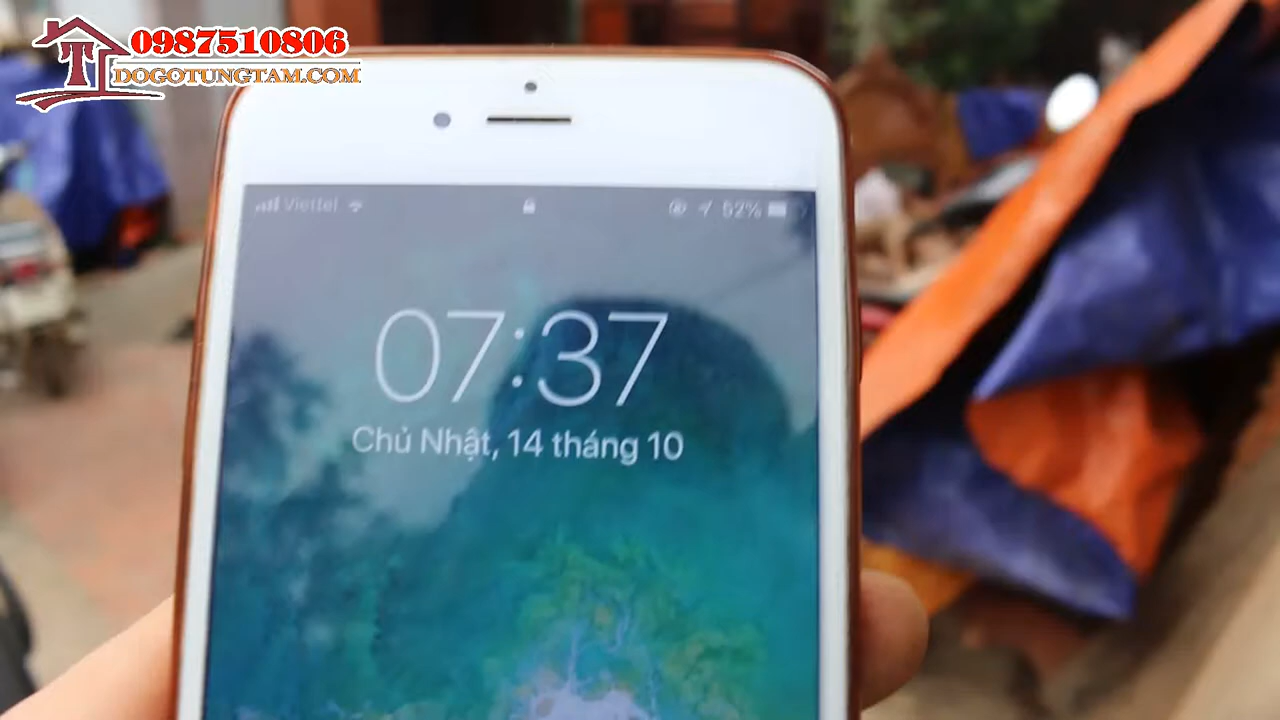 0987510806
DOGOTUNGTAM.COM
Viettel 52%
07:37
Chủ Nhật, 14 tháng 10